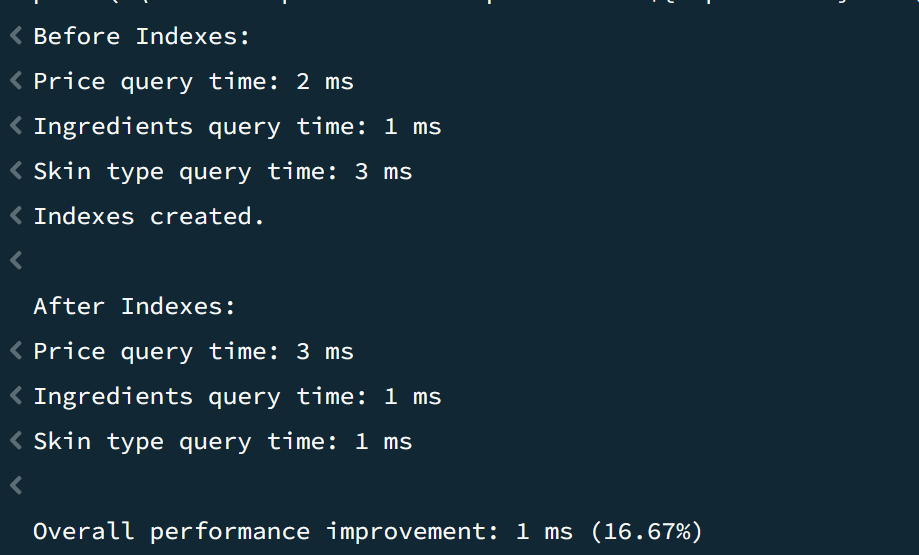 Before Indexes:
Price query time: 2 ms
Ingredients query time: 1 ms
Skin type query time: 3 ms
Indexes created.
After Indexes:
Price query time: 3 ms
Ingredients query time: 1 ms
Skin type query time: 1 ms
Overall performance improvement: 1 ms (16.67%)